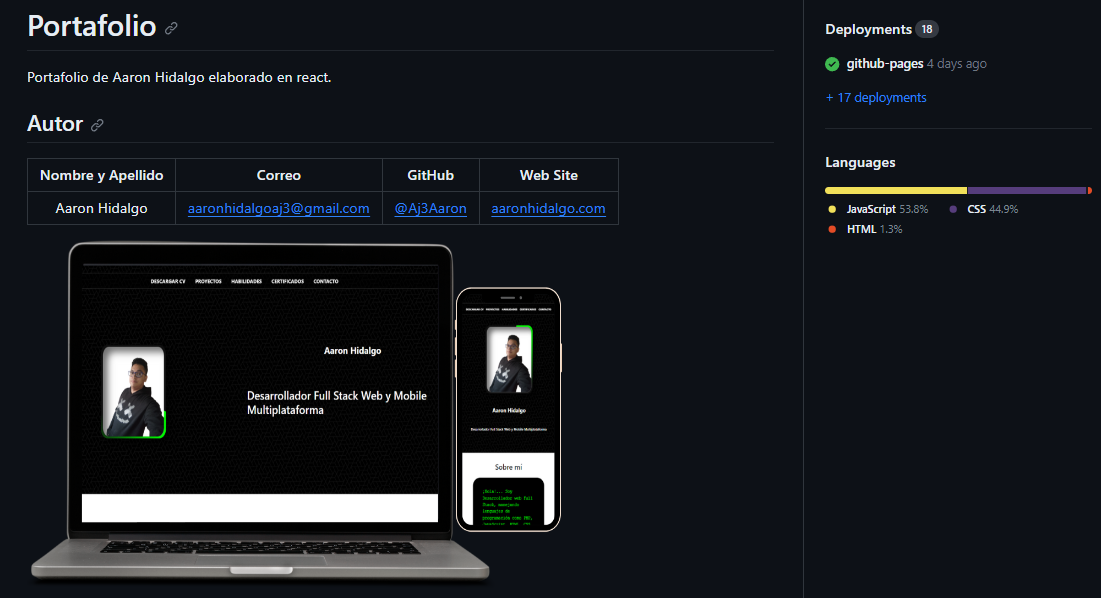 Portafolio
Portafolio de Aaron Hidalgo elaborado en react.
Autor
Nombre y Apellido Correo GitHub Web Site
Aaron Hidalgo aaronhidalgoaj3@gmail.com @Aj3Aaron aaronhidalgo.com
DESCARGAR CV PROYECTOS HABILIDADES CERTIFICADOS CONTACTO
Aaron Hidalgo
Desarrollador Full Stack Web y Mobile
Multiplataforma
DESCARGAR CV PROYECTOS HABILIDADES CERTIFICADOS CONTACTO
Aaron Hidalgo
Desarrollador Full Stack Web y Mobile Multiplataforma
Sobre mi
Soy
Desarrollador web full
Stack, manejando
lenguajes de
programación como PHP,
Deployments 18
github-pages 4 days ago
+ 17 deployments
Languages
JavaScript 53.8% CSS 44.9%
HTML 1.3%